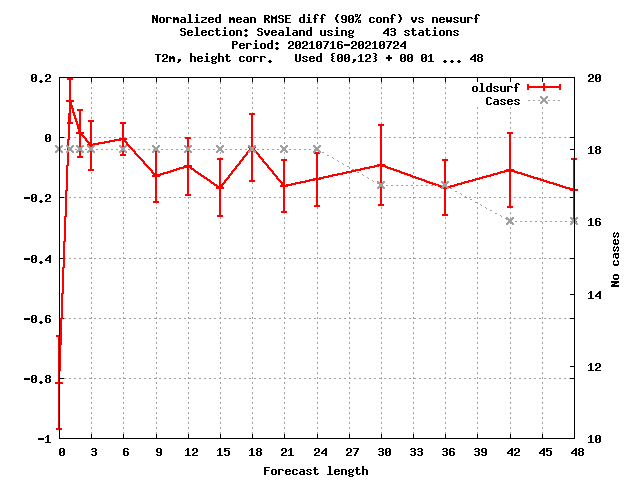 Normalized mean RMSE diff (90% conf) vs newsurf
Selection: Svealand using    43 stations
Period: 20210716-20210724
T2m, height corr.   Used {00,12} + 00 01 ... 48
oldsurf
Cases
0.2
0
-0.2
-0.4
-0.6
-0.8
-1
20
18
16
14
12
10
No cases
0 3 6 9 12 15 18 21 24 27 30 33 36 39 42 45 48
Forecast length